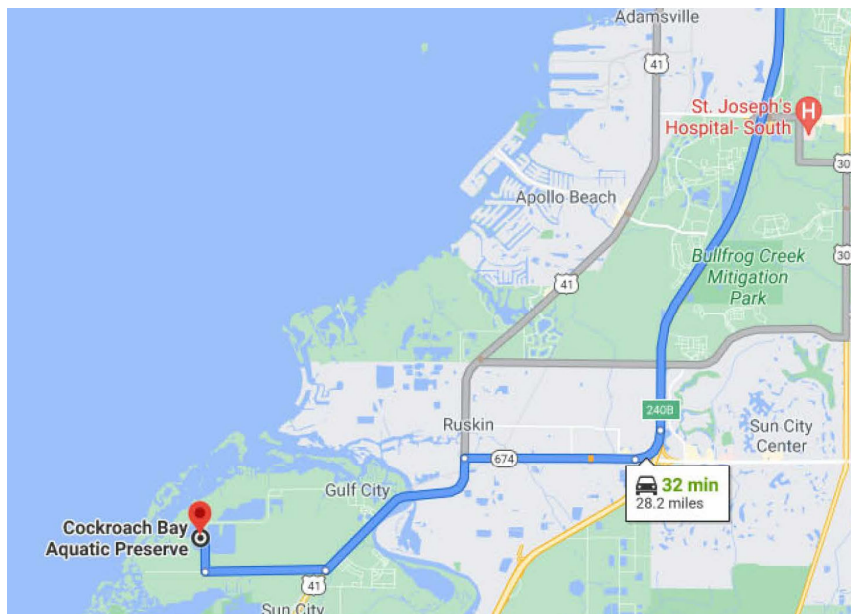 Adamsville
41
St. Joseph's
Hospital- South
H
30
Apollo Beach
30
Bullfrog Creek
Mitigation
Park
41
240B
Ruskin
Sun City
Center
674
32 min
28.2 miles
Gulf City
Cockroach Bay
Aquatic Preserve
41
Sun City